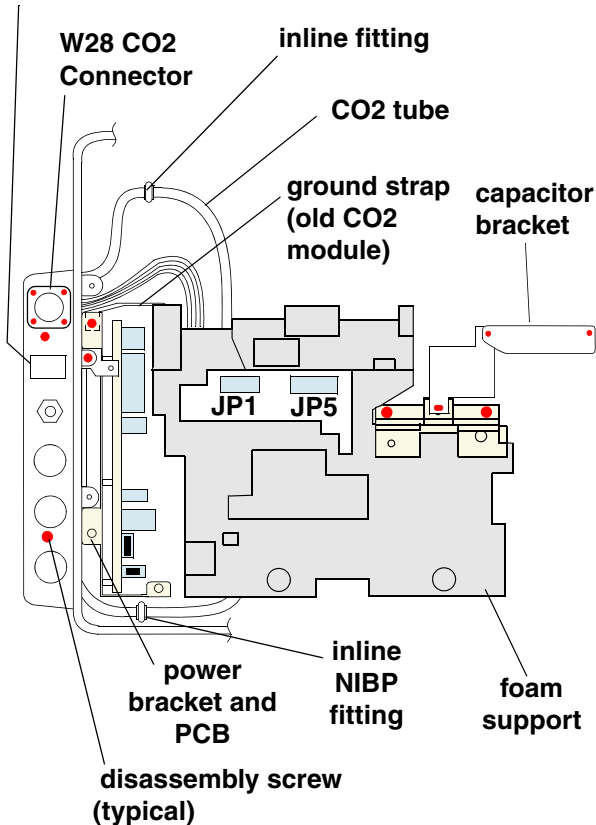 W28 CO2
Connector
inline fitting
CO2 tube
ground strap
(old CO2
module)
capacitor
bracket
JP1
JP5
power
bracket and
PCB
inline
NIBP
fitting
foam
support
disassembly screw
(typical)